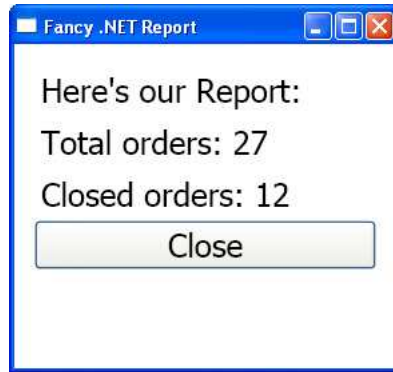 Fancy .NET Report
Here's our Report:
Total orders: 27
Closed orders: 12
Close